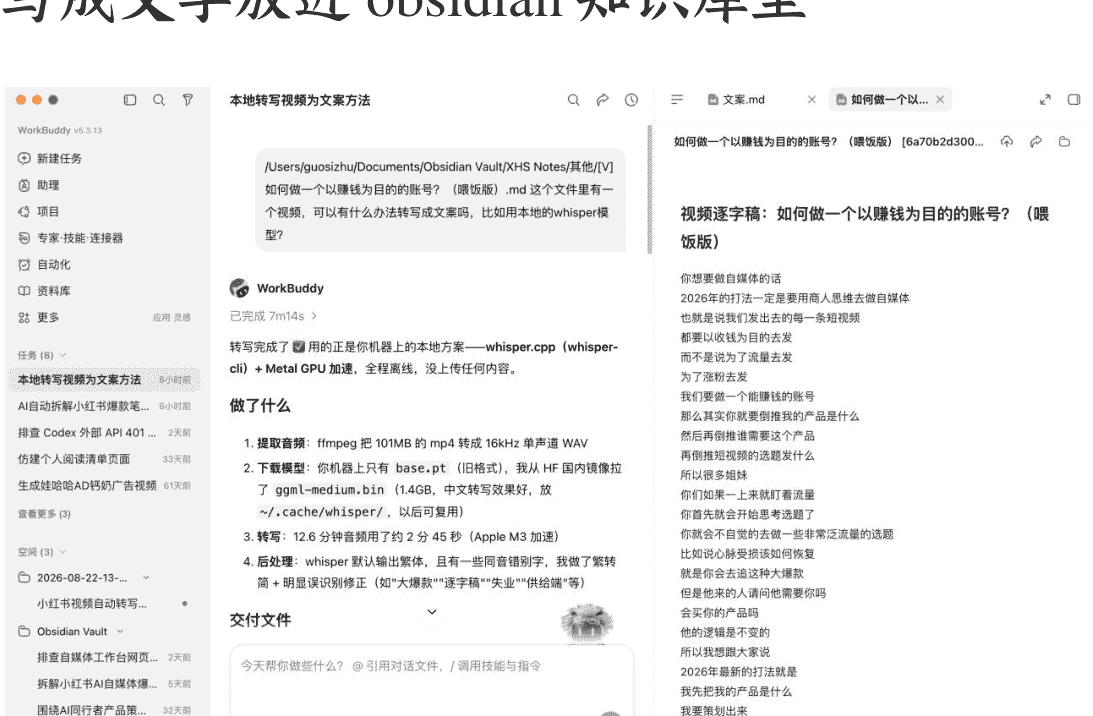 写成文字放进 obsidian 知识库里
WorkBuddy v5.3.13
新建任务
助理
项目
专家·技能·连接器
自动化
资料库
更多
应用·灵感
任务 (8)
本地转写视频为文案方法 8小时前
AI自动拆解小红书爆款笔... 8小时前
排查 Codex 外部 API 401 ... 2天前
仿建个人阅读清单页面 33天前
生成娃哈哈AD钙奶广告视频 61天前
查看更多 (3)
空间 (3)
2026-08-22-13-...
小红书视频自动转写...
Obsidian Vault
排查自媒体工作台网页... 2天前
拆解小红书AI自媒体爆... 5天前
围绕AI同行者产品策... 32天前
本地转写视频为文案方法
/Users/guosizhu/Documents/Obsidian Vault/XHS Notes/其他/[V]
如何做一个以赚钱为目的的账号？（喂饭版）.md 这个文件里有一
个视频，可以有什么办法转写成文案吗，比如用本地的whisper模
型？
WorkBuddy
已完成 7m14s
转写完成了 ✅ 用的正是你机器上的本地方案——whisper.cpp（whisper-
cli）+ Metal GPU 加速，全程离线，没上传任何内容。
做了什么
1. 提取音频：ffmpeg 把 101MB 的 mp4 转成 16kHz 单声道 WAV
2. 下载模型：你机器上只有 base.pt（旧格式），我从 HF 国内镜像拉
了 ggml-medium.bin（1.4GB，中文转写效果好，放
~/.cache/whisper/，以后可复用）
3. 转写：12.6 分钟音频用了约 2 分 45 秒（Apple M3 加速）
4. 后处理：whisper 默认输出繁体，且有一些同音错别字，我做了繁转
简 + 明显误识别修正（如"大爆款""逐字稿""失业""供给端"等）
交付文件
今天帮你做些什么？ @ 引用对话文件，/ 调用技能与指令
文案.md
如何做一个以...
如何做一个以赚钱为目的的账号？（喂饭版） [6a70b2d300...
视频逐字稿：如何做一个以赚钱为目的的账号？（喂
饭版）
你想要做自媒体的话
2026年的打法一定是要用商人思维去做自媒体
也就是说我们发出去的每一条短视频
都要以收钱为目的去发
而不是说为了流量去发
为了涨粉去发
我们要做一个能赚钱的账号
那么其实你就要倒推我的产品是什么
然后再倒推谁需要这个产品
再倒推短视频的选题发什么
所以很多姐妹
你们如果一上来就盯着流量
你首先就会开始思考选题了
你就会不自觉的去做一些非常泛流量的选题
比如说心脉受损该如何恢复
就是你会去追这种大爆款
但是他来的人请问他需要你吗
会买你的产品吗
他的逻辑是不变的
所以我想跟大家说
2026年最新的打法就是
我先把我的产品是什么
我要策划出来